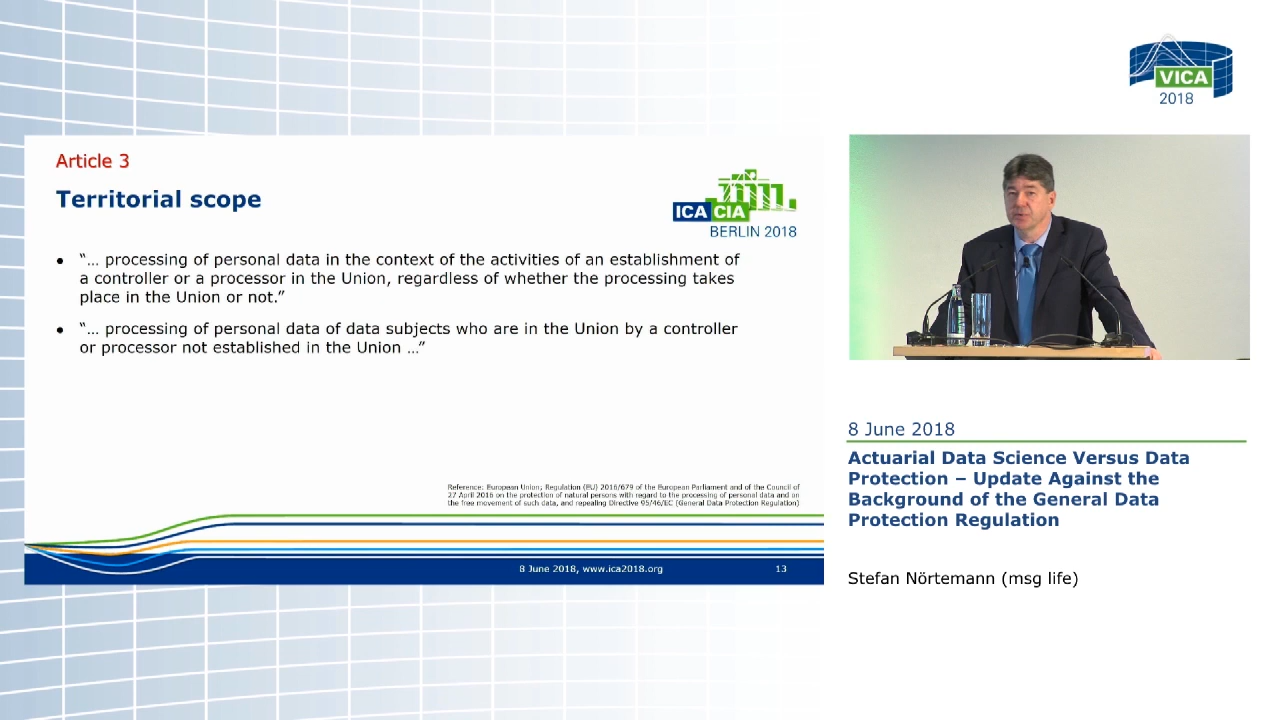 VICA
2018
Article 3
Territorial scope
ICA CIA
BERLIN 2018
● “… processing of personal data in the context of the activities of an establishment of
a controller or a processor in the Union, regardless of whether the processing takes
place in the Union or not.”
● “… processing of personal data of data subjects who are in the Union by a controller
or processor not established in the Union …”
Reference: European Union; Regulation (EU) 2016/679 of the European Parliament and of the Council of
27 April 2016 on the protection of natural persons with regard to the processing of personal data and on
the free movement of such data, and repealing Directive 95/46/EC (General Data Protection Regulation)
8 June 2018, www.ica2018.org
13
8 June 2018
Actuarial Data Science Versus Data
Protection – Update Against the
Background of the General Data
Protection Regulation
Stefan Nörtemann (msg life)